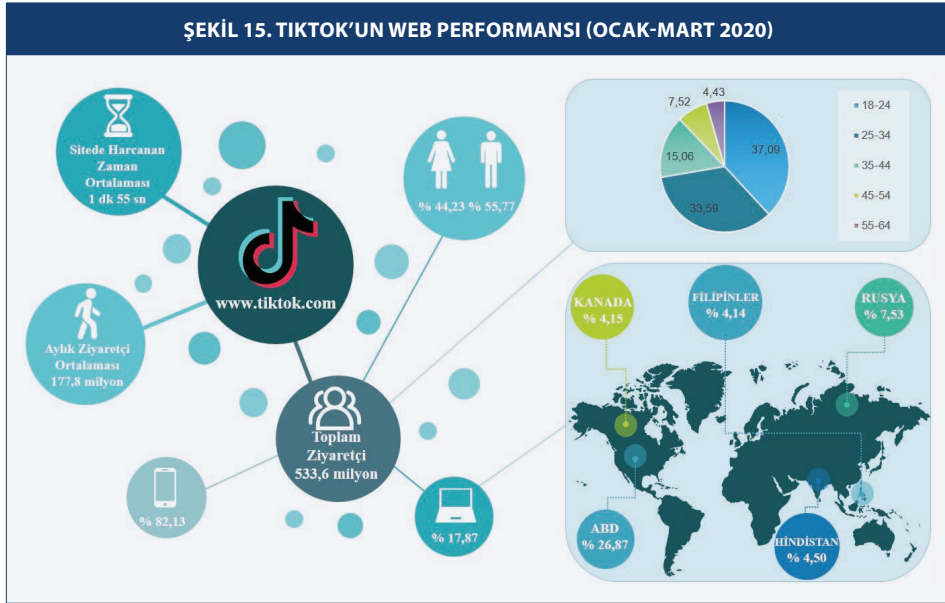 ŞEKİL 15. TIKTOK’UN WEB PERFORMANSI (OCAK-MART 2020)
Sitede Harcanan
Zaman
Ortalaması
1 dk 55 sn
www.tiktok.com
Aylık Ziyaretçi
Ortalaması
177,8 milyon
% 44,23 % 55,77
Toplam
Ziyaretçi
533,6 milyon
% 82,13
% 17,87
4,43
7,52
15,06
37,09
33,59
18-24
25-34
35-44
45-54
55-64
KANADA
% 4,15
FİLİPİNLER
% 4,14
RUSYA
% 7,53
ABD
% 26,87
HİNDİSTAN
% 4,50